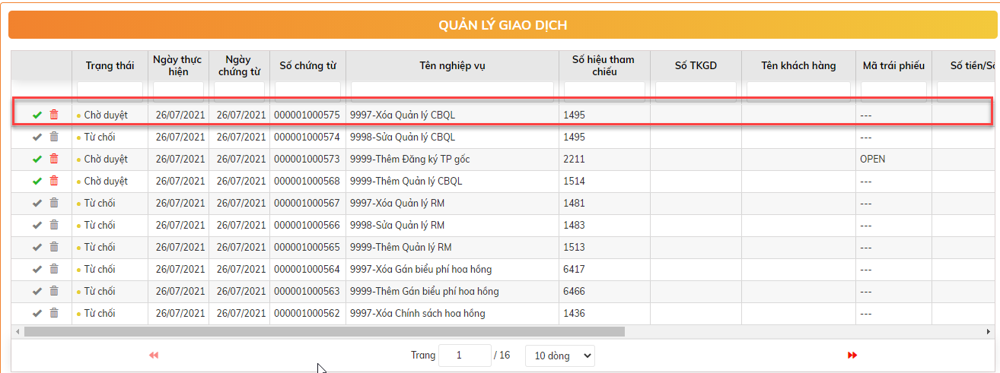 QUẢN LÝ GIAO DỊCH
Trạng thái Ngày thực hiện Ngày chứng từ Số chứng từ Tên nghiệp vụ Số hiệu tham chiếu Số TKGD Tên khách hàng Mã trái phiếu Số tiền/Số
Chờ duyệt 26/07/2021 26/07/2021 000001000575 9997-Xóa Quản lý CBQL 1495 ---
Từ chối 26/07/2021 26/07/2021 000001000574 9998-Sửa Quản lý CBQL 1495 ---
Chờ duyệt 26/07/2021 26/07/2021 000001000573 9999-Thêm Đăng ký TP gốc 2211 OPEN
Chờ duyệt 26/07/2021 26/07/2021 000001000568 9999-Thêm Quản lý CBQL 1514 ---
Từ chối 26/07/2021 26/07/2021 000001000567 9997-Xóa Quản lý RM 1481 ---
Từ chối 26/07/2021 26/07/2021 000001000566 9998-Sửa Quản lý RM 1483 ---
Từ chối 26/07/2021 26/07/2021 000001000565 9999-Thêm Quản lý RM 1513 ---
Từ chối 26/07/2021 26/07/2021 000001000564 9997-Xóa Gán biểu phí hoa hồng 6417 ---
Từ chối 26/07/2021 26/07/2021 000001000563 9999-Thêm Gán biểu phí hoa hồng 6466 ---
Từ chối 26/07/2021 26/07/2021 000001000562 9997-Xóa Chính sách hoa hồng 1436 ---
Trang 1 / 16 10 dòng